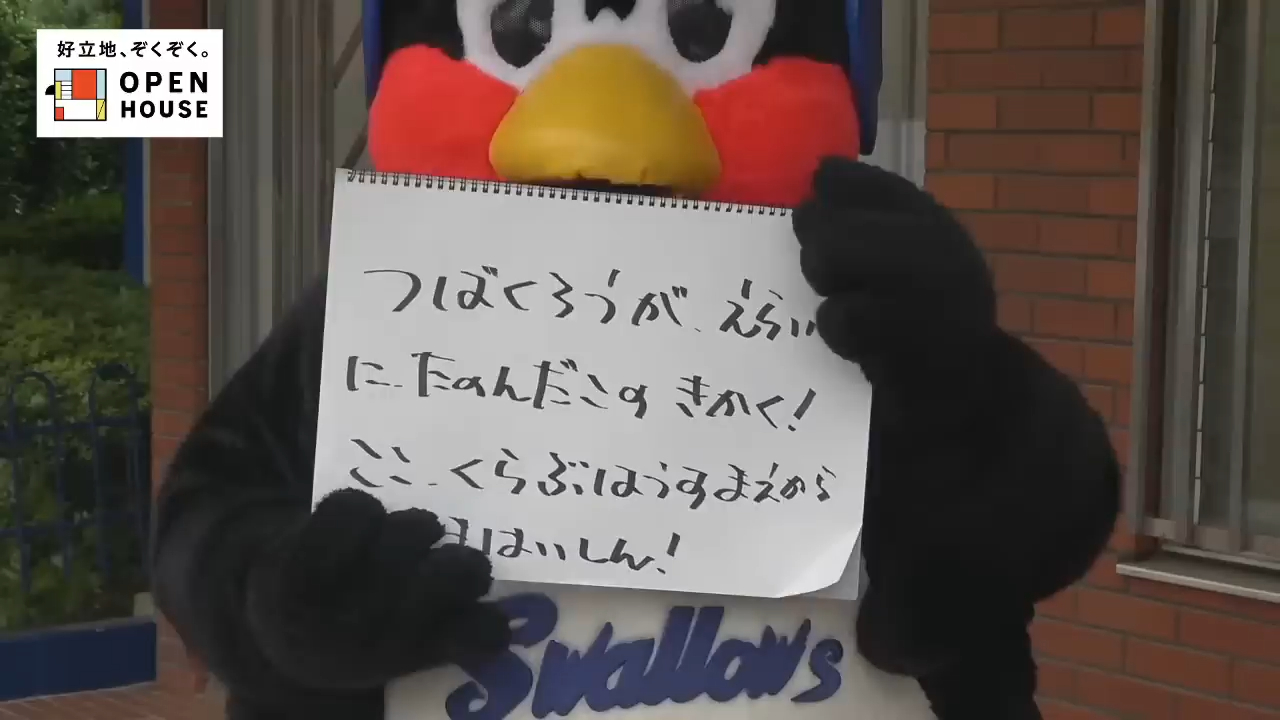 好立地、ぞくぞく。
OPEN
HOUSE
つばくろうが、えらい
に、たのんだこの きかく!
ここ、くらぶはうすまえから
まはいしん!
Swallows